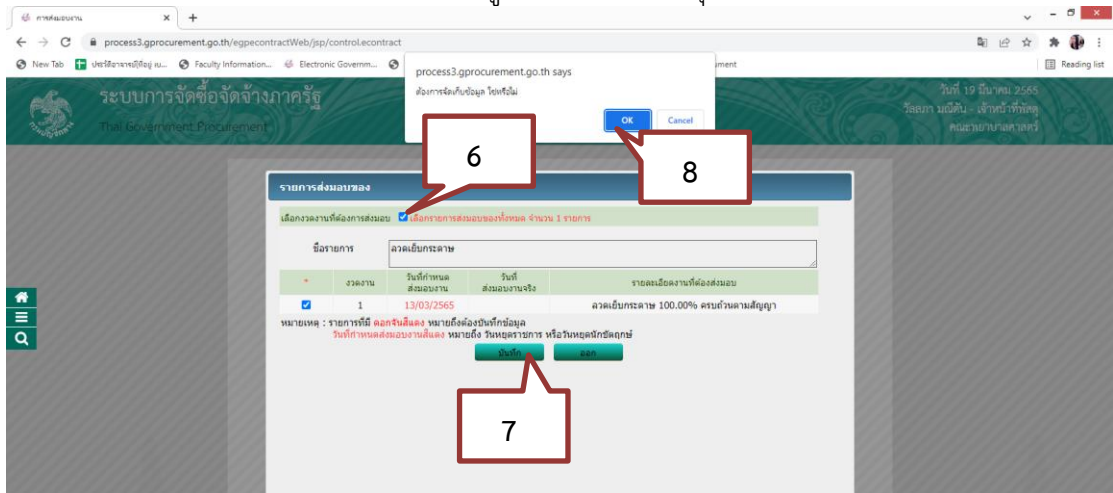 การส่งมอบงาน
process3.gprocurement.go.th/egpecontractWeb/jsp/control.econtract
New Tab
Faculty Information...
Electronic Governm...
Reading list
process3.gprocurement.go.th says
ต้องการจัดเก็บข้อมูล ใช่หรือไม่
OK Cancel
ระบบการจัดซื้อจัดจ้างภาครัฐ
Thai Government Procurement
วันที่ 19 มีนาคม 2565
เจ้าหน้าที่พัสดุ
คณะพยาบาลศาสตร์
6
8
รายการส่งมอบของ
เลือกงวดงานที่ต้องการส่งมอบ เลือกรายการส่งมอบของทั้งหมด จำนวน 1 รายการ
ชื่อรายการ ลวดเย็บกระดาษ
* งวดงาน วันที่กำหนดส่งมอบงาน วันที่ส่งมอบงานจริง รายละเอียดงานที่ต้องส่งมอบ
1 13/03/2565 ลวดเย็บกระดาษ 100.00% ครบถ้วนตามสัญญา
หมายเหตุ : รายการที่มี ดอกจันสีแดง หมายถึงต้องบันทึกข้อมูล
วันที่กำหนดส่งมอบงานสีแดง หมายถึง วันหยุดราชการ หรือวันหยุดนักขัตฤกษ์
บันทึก ออก
7